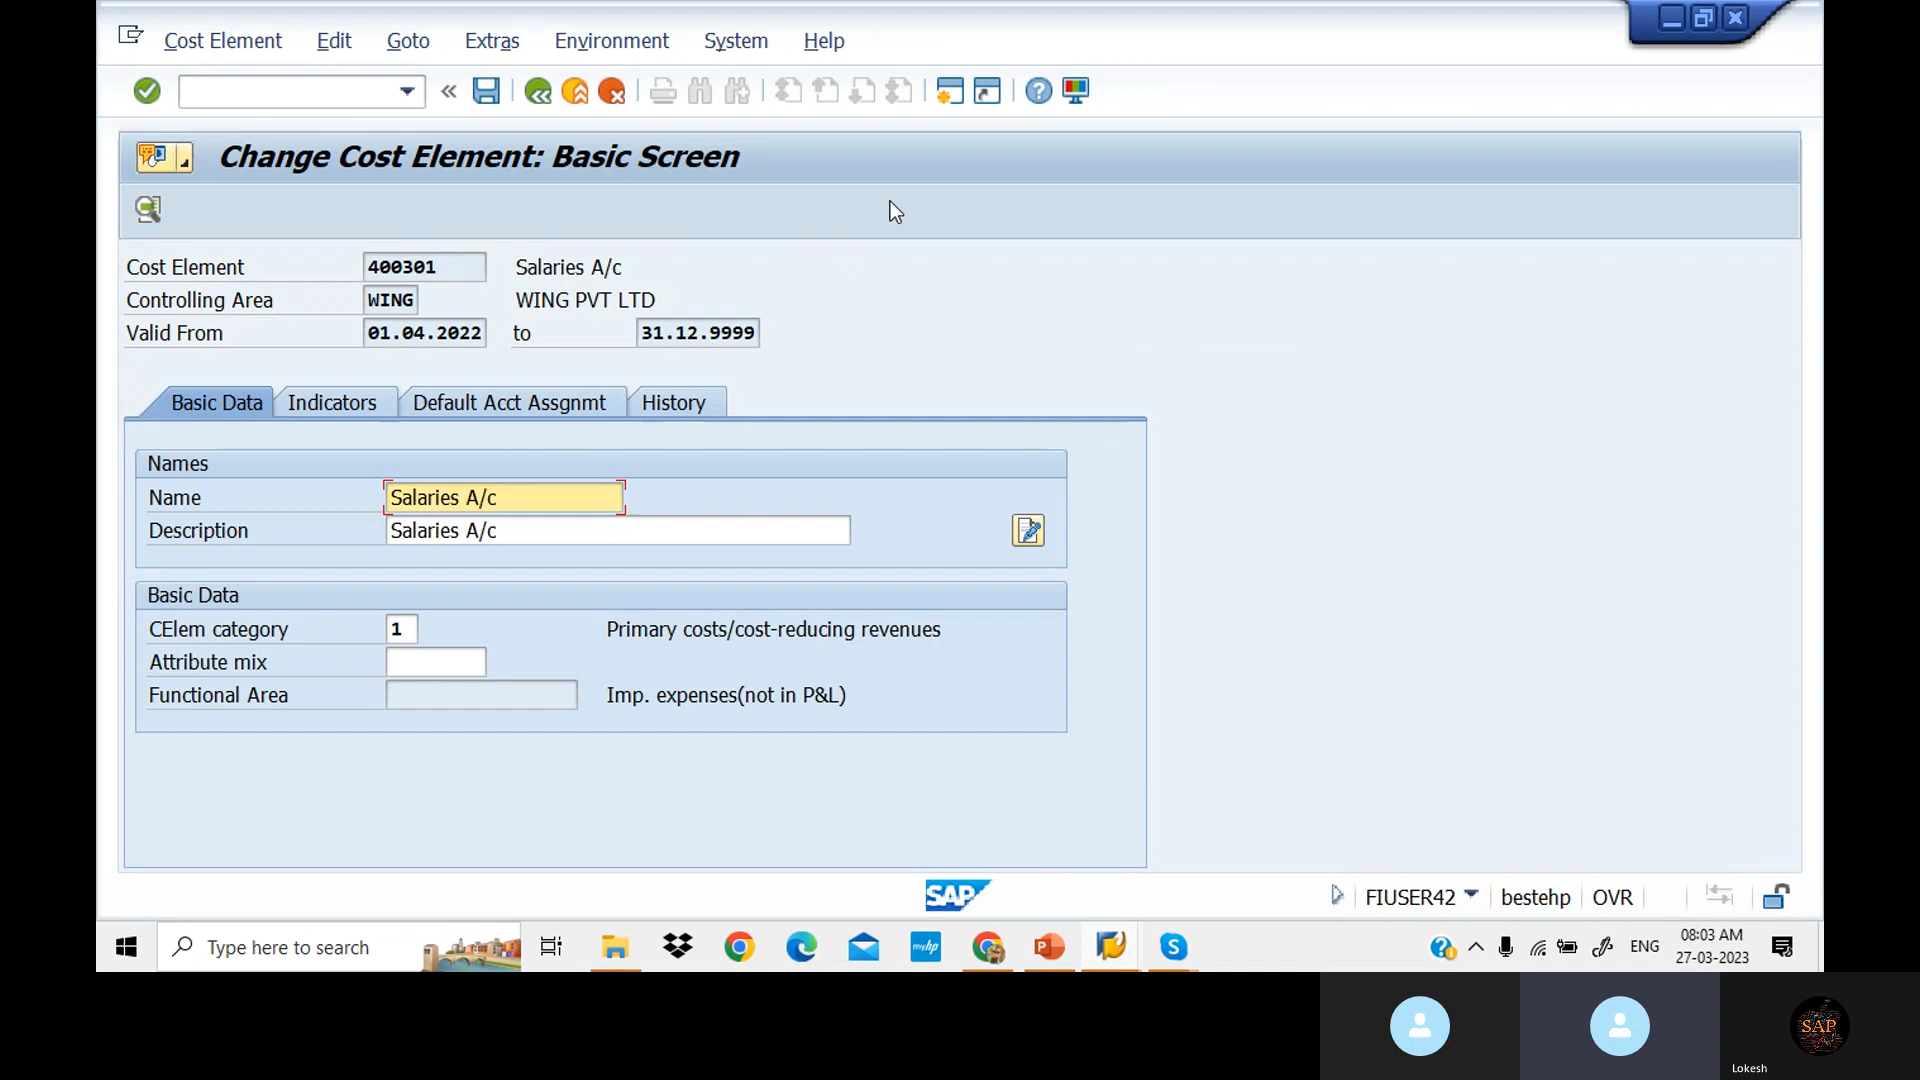 Cost Element Edit Goto Extras Environment System Help
Change Cost Element: Basic Screen
Cost Element 400301 Salaries A/c
Controlling Area WING WING PVT LTD
Valid From 01.04.2022 to 31.12.9999
Basic Data Indicators Default Acct Assgnmt History
Names
Name Salaries A/c
Description Salaries A/c
Basic Data
CElem category 1 Primary costs/cost-reducing revenues
Attribute mix
Functional Area Imp. expenses(not in P&L)
SAP FIUSER42 bestehp OVR
Type here to search myhp ENG 08:03 AM
27-03-2023
SAP
Lokesh